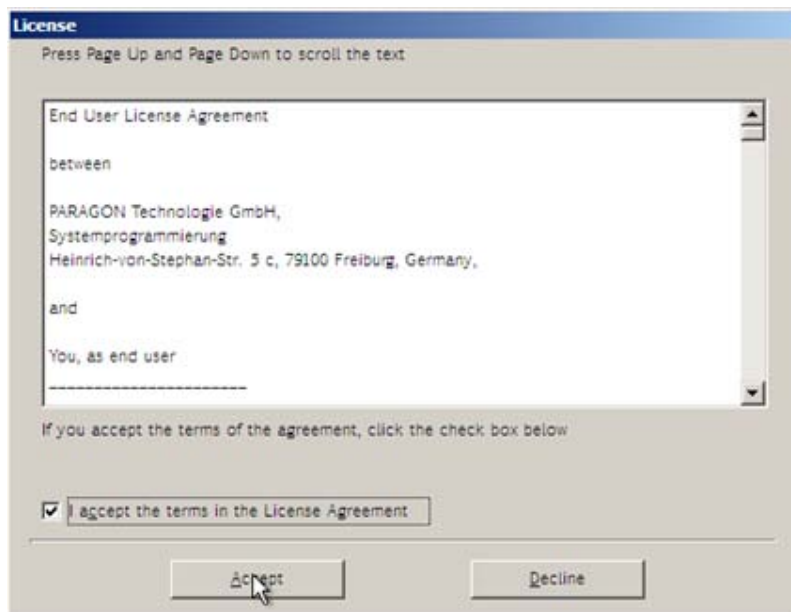 License
Press Page Up and Page Down to scroll the text
End User License Agreement
between
PARAGON Technologie GmbH,
Systemprogrammierung
Heinrich-von-Stephan-Str. 5 c, 79100 Freiburg, Germany,
and
You, as end user
______________________
If you accept the terms of the agreement, click the check box below
I accept the terms in the License Agreement
Accept
Decline